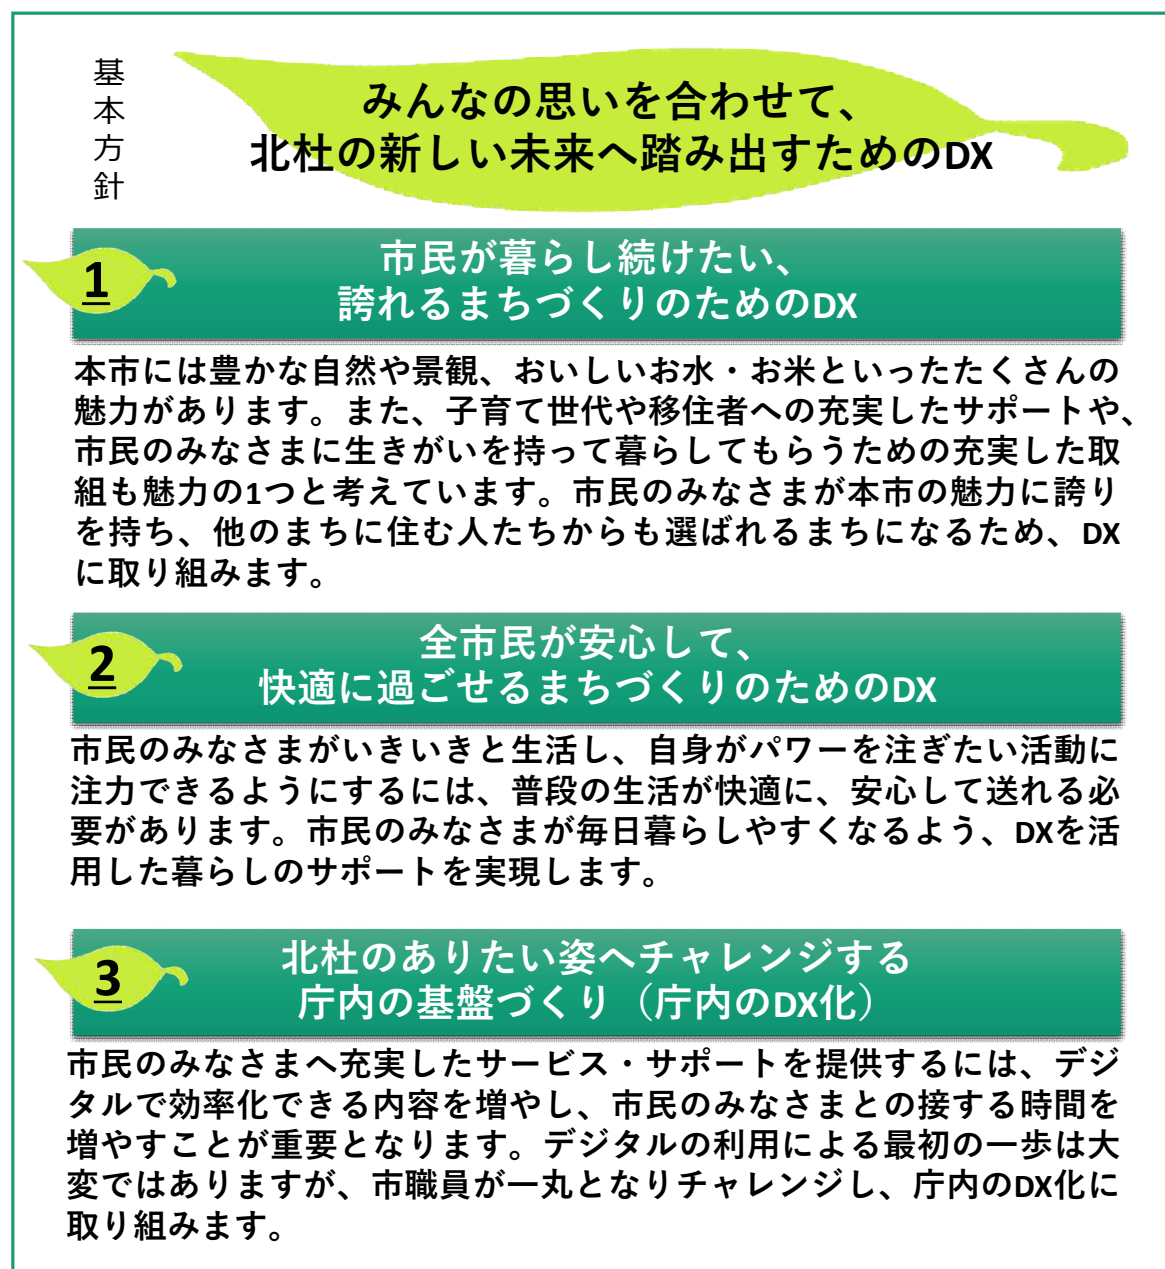 基本方針
みんなの思いを合わせて、
北杜の新しい未来へ踏み出すためのDX
1
市民が暮らし続けたい、
誇れるまちづくりのためのDX
本市には豊かな自然や景観、おいしいお水・お米といったたくさんの
魅力があります。また、子育て世代や移住者への充実したサポートや、
市民のみなさまに生きがいを持って暮らしてもらうための充実した取
組も魅力の1つと考えています。市民のみなさまが本市の魅力に誇り
を持ち、他のまちに住む人たちからも選ばれるまちになるため、DX
に取り組みます。
2
全市民が安心して、
快適に過ごせるまちづくりのためのDX
市民のみなさまがいきいきと生活し、自身がパワーを注ぎたい活動に
注力できるようにするには、普段の生活が快適に、安心して送れる必
要があります。市民のみなさまが毎日暮らしやすくなるよう、DXを活
用した暮らしのサポートを実現します。
3
北杜のありたい姿へチャレンジする
庁内の基盤づくり（庁内のDX化）
市民のみなさまへ充実したサービス・サポートを提供するには、デジ
タルで効率化できる内容を増やし、市民のみなさまとの接する時間を
増やすことが重要となります。デジタルの利用による最初の一歩は大
変ではありますが、市職員が一丸となりチャレンジし、庁内のDX化に
取り組みます。